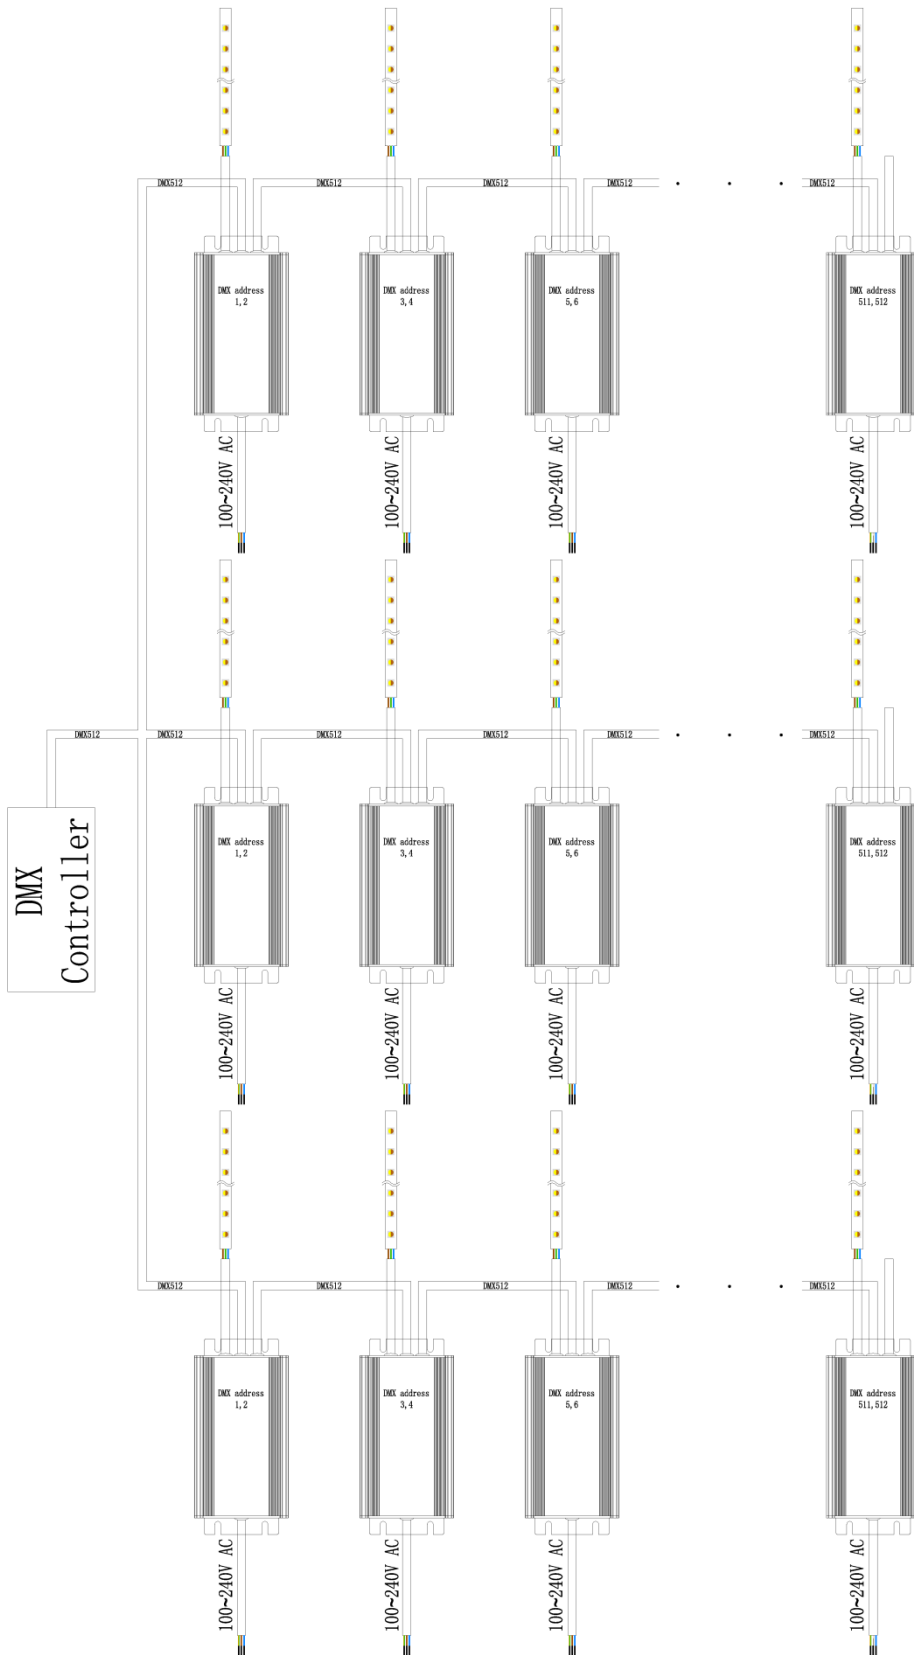 DMX512
DMX512
DMX512
DMX512
DMX512
DMX address
1,2
DMX address
3,4
DMX address
5,6
DMX address
511,512
100~240V AC
100~240V AC
100~240V AC
100~240V AC
DMX512
DMX512
DMX512
DMX512
DMX512
DMX512
DMX
Controller
DMX address
1,2
DMX address
3,4
DMX address
5,6
DMX address
511,512
100~240V AC
100~240V AC
100~240V AC
100~240V AC
DMX512
DMX512
DMX512
DMX512
DMX512
DMX address
1,2
DMX address
3,4
DMX address
5,6
DMX address
511,512
100~240V AC
100~240V AC
100~240V AC
100~240V AC